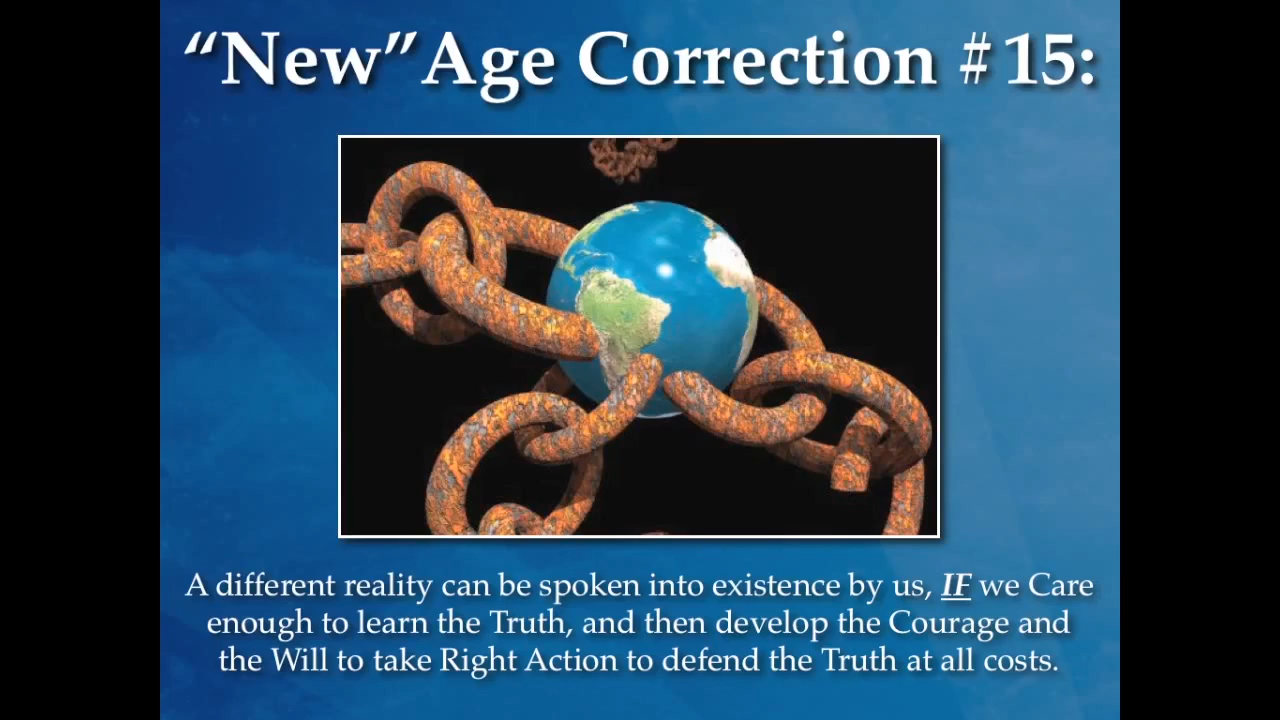 “New” Age Correction #15:
A different reality can be spoken into existence by us, IF we Care
enough to learn the Truth, and then develop the Courage and
the Will to take Right Action to defend the Truth at all costs.